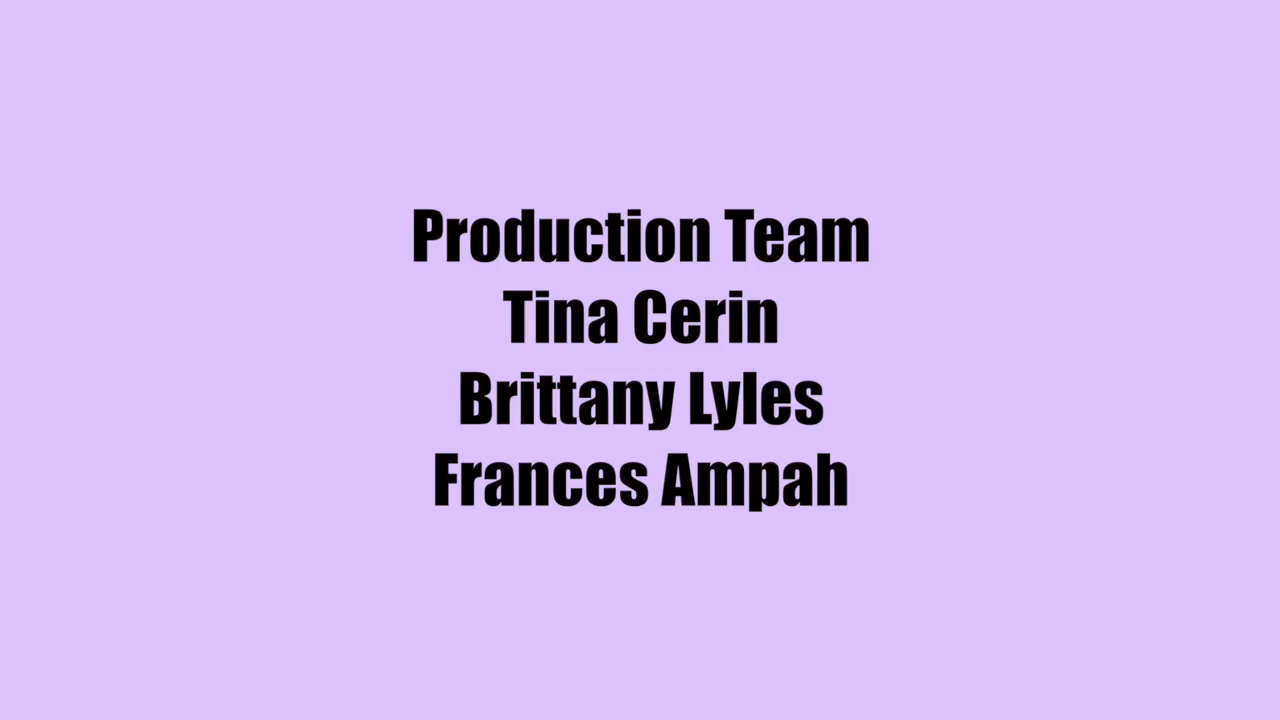 Production Team
Tina Cerin
Brittany Lyles
Frances Ampah